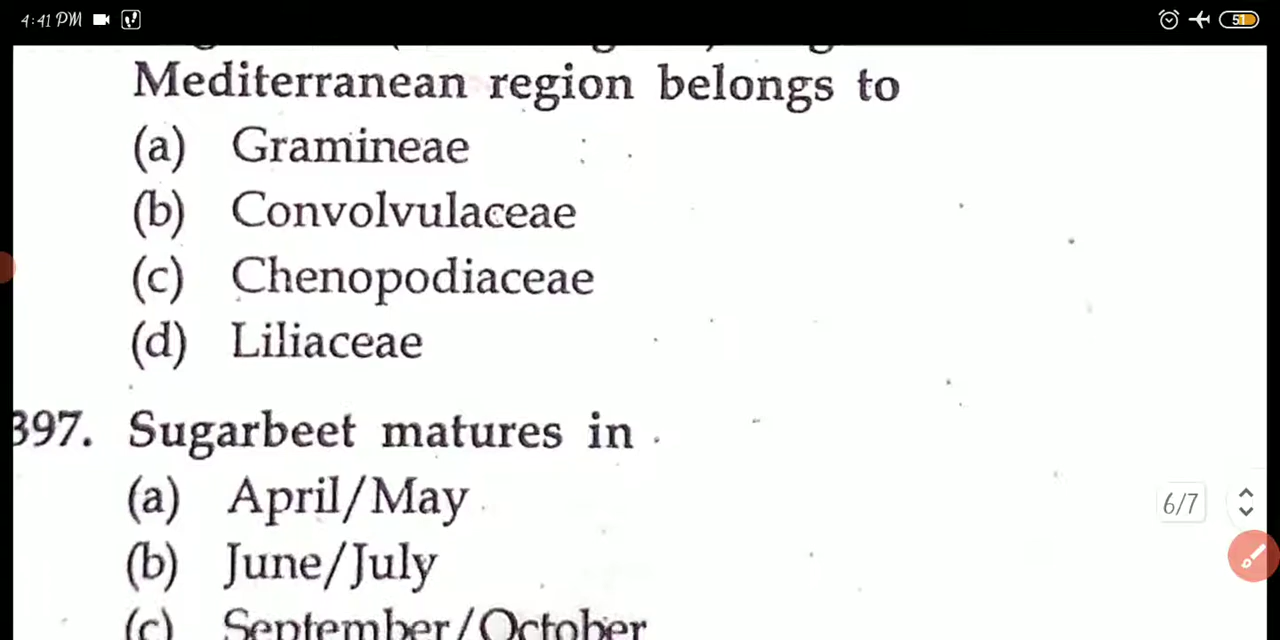 4:41 PM
51
Mediterranean region belongs to
(a) Gramineae
(b) Convolvulaceae
(c) Chenopodiaceae
(d) Liliaceae
397. Sugarbeet matures in
(a) April/May
(b) June/July
(c) September/October
6/7